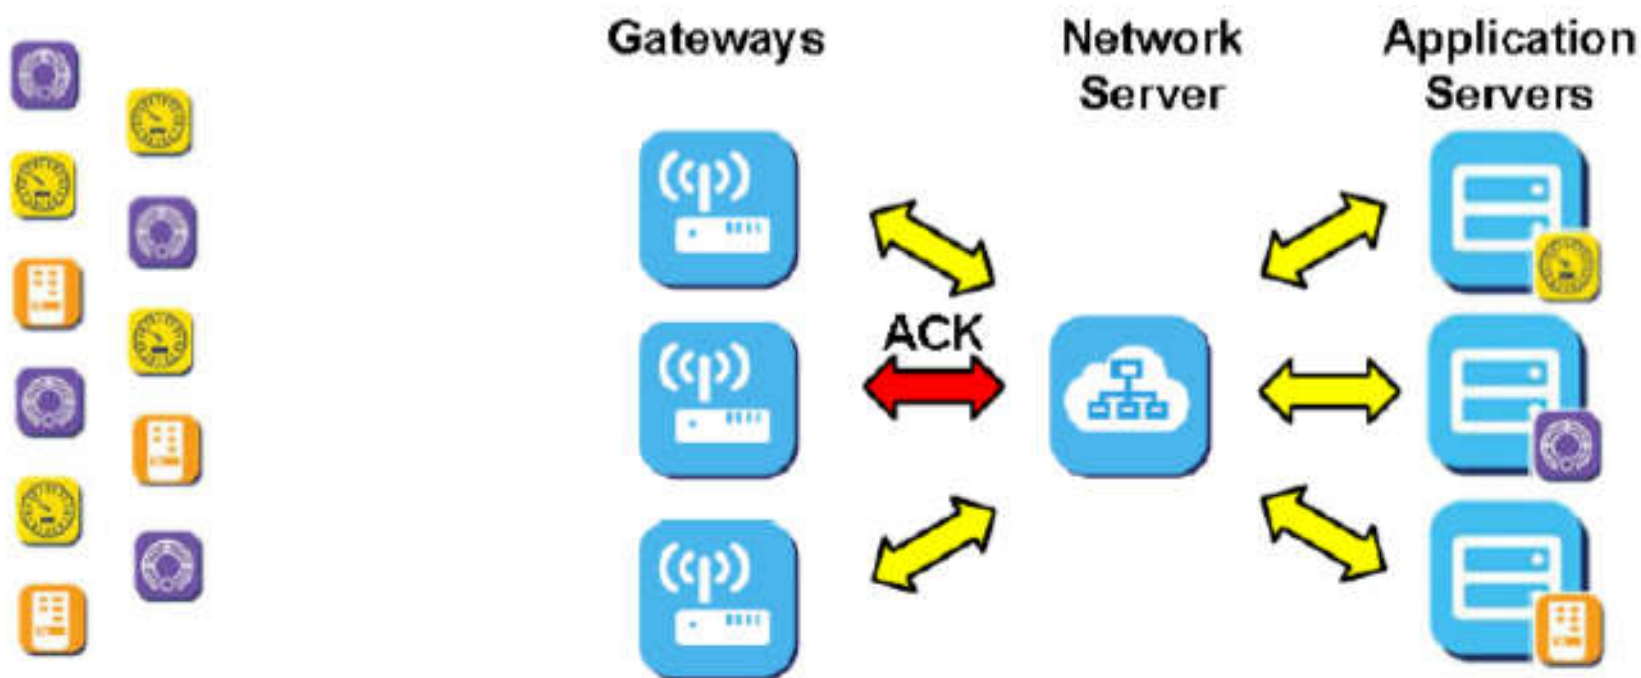 Gateways
Network
Server
Application
Servers
ACK